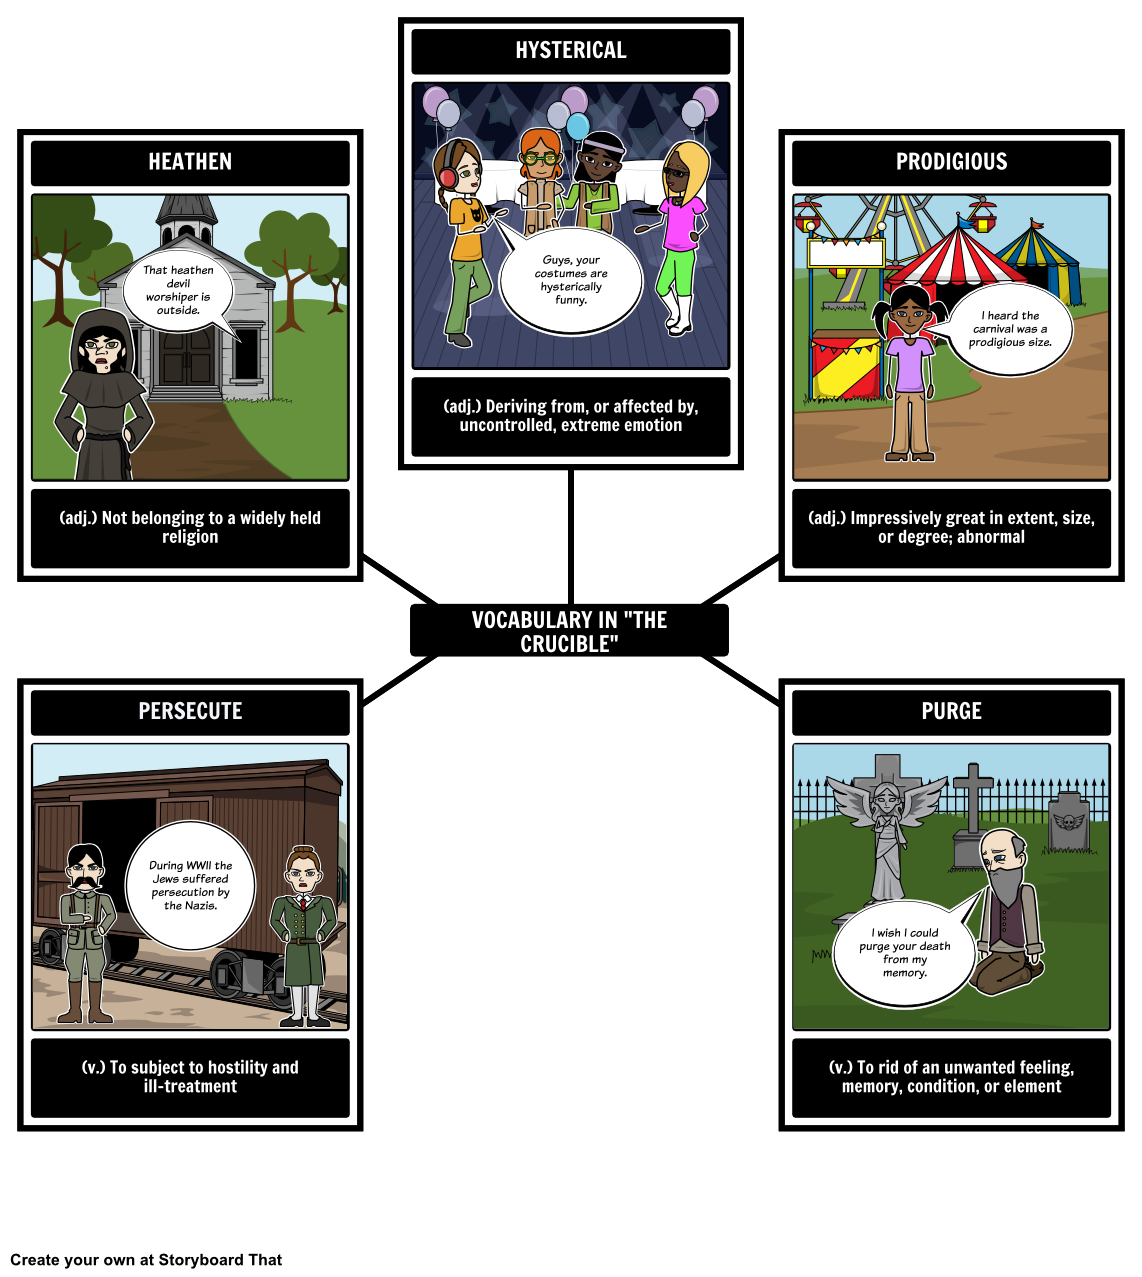 HYSTERICAL
Guys, your
costumes are
hysterically
funny.
(adj.) Deriving from, or affected by,
uncontrolled, extreme emotion
HEATHEN
That heathen
devil
worshiper is
outside.
(adj.) Not belonging to a widely held
religion
PRODIGIOUS
I heard the
carnival was a
prodigious size.
(adj.) Impressively great in extent, size,
or degree; abnormal
VOCABULARY IN "THE
CRUCIBLE"
PERSECUTE
During WWII the
Jews suffered
persecution by
the Nazis.
(v.) To subject to hostility and
ill-treatment
PURGE
I wish I could
purge your death
from my
memory.
(v.) To rid of an unwanted feeling,
memory, condition, or element
Create your own at Storyboard That